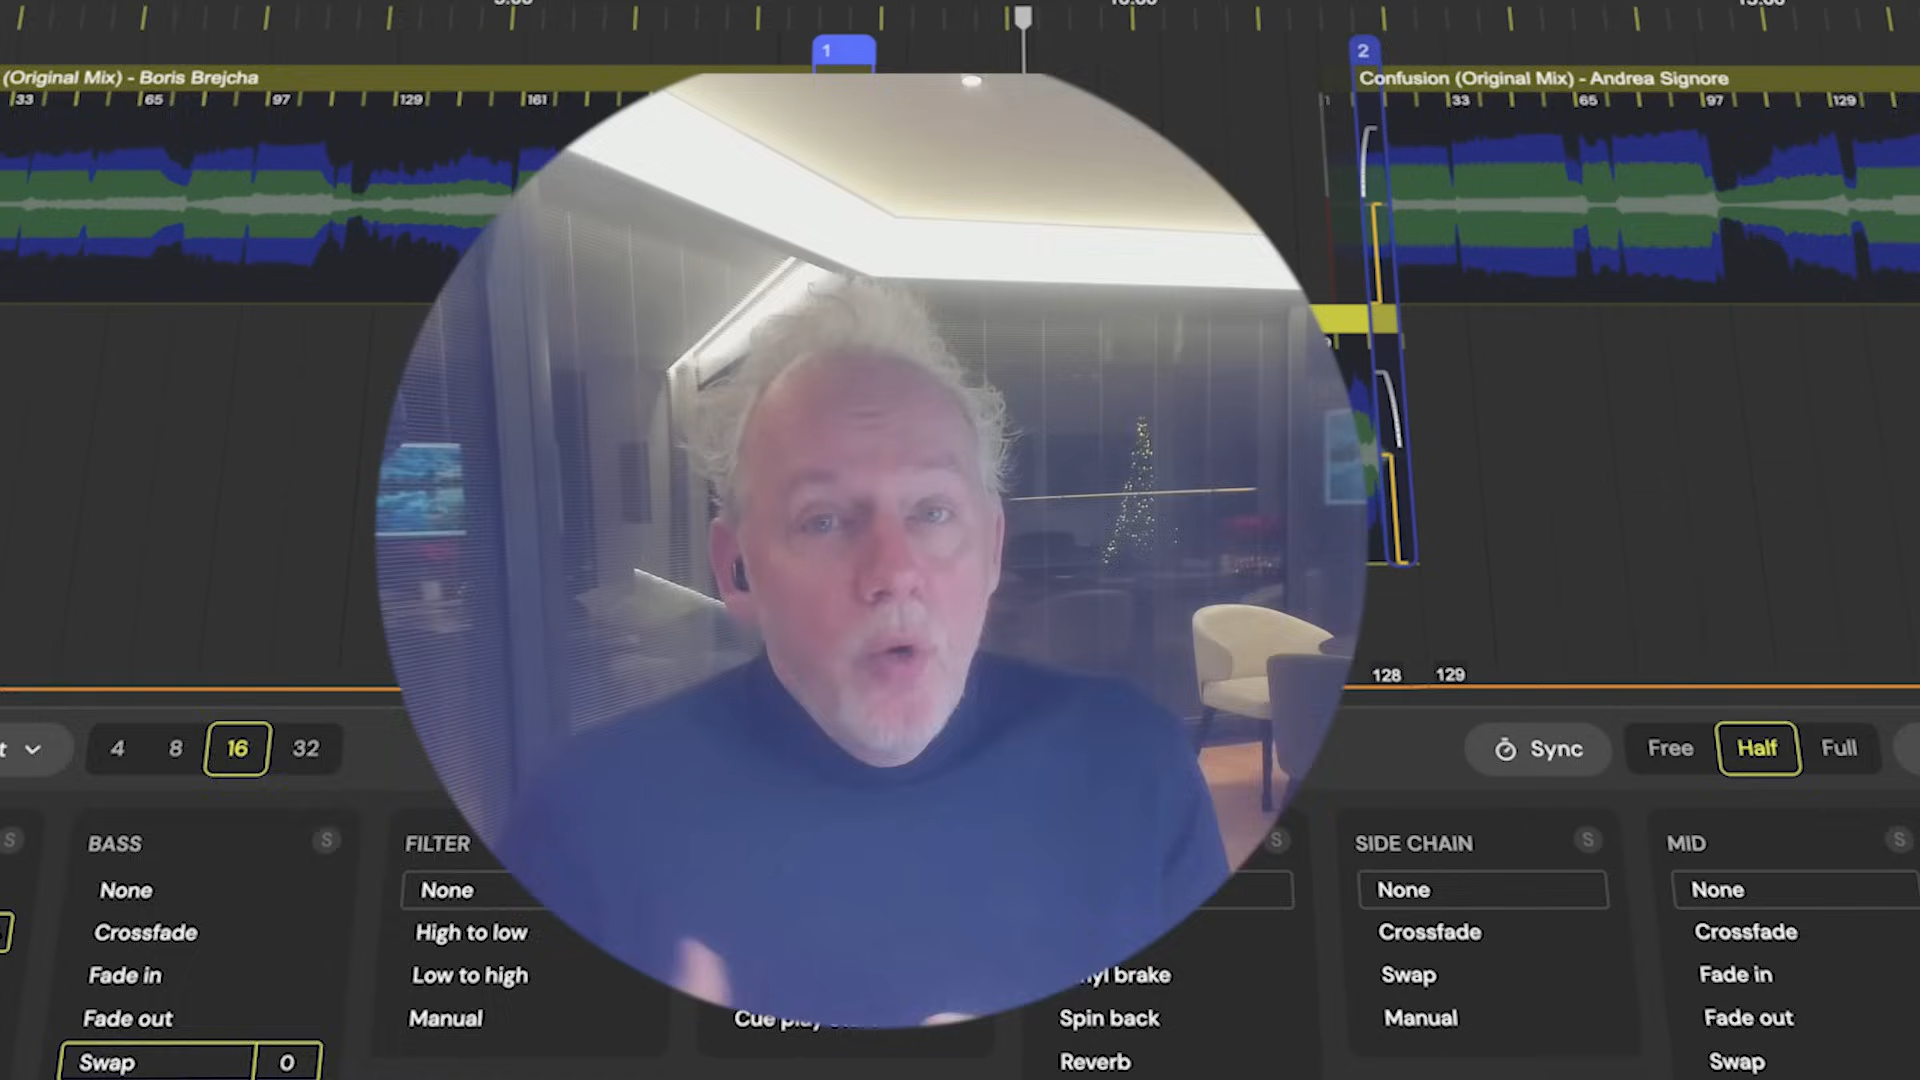 1
2
(Original Mix) - Boris Brejcha
Confusion (Original Mix) - Andrea Signore
33 65 97 129 161
1 33 65 97 129
128 129
4 8 16 32
Sync
Free Half Full
S
BASS S
None
Crossfade
Fade in
Fade out
Swap 0
FILTER
None
High to low
Low to high
Manual
Cue play
S
brake
Spin back
Reverb
SIDE CHAIN S
None
Crossfade
Swap
Manual
MID S
None
Crossfade
Fade in
Fade out
Swap